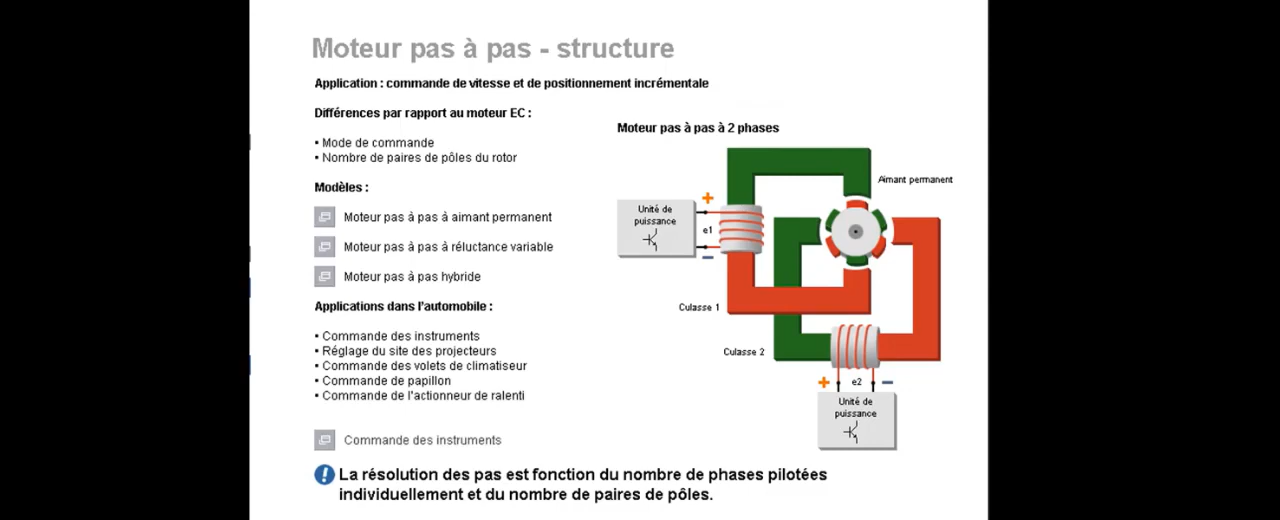 Moteur pas à pas - structure
Application : commande de vitesse et de positionnement incrémentale
Différences par rapport au moteur EC :
▪ Mode de commande
▪ Nombre de paires de pôles du rotor
Modèles :
Moteur pas à pas à aimant permanent
Moteur pas à pas à réluctance variable
Moteur pas à pas hybride
Applications dans l'automobile :
▪ Commande des instruments
▪ Réglage du site des projecteurs
▪ Commande des volets de climatiseur
▪ Commande de papillon
▪ Commande de l'actionneur de ralenti
Commande des instruments
Moteur pas à pas à 2 phases
Aimant permanent
+
Unité de
puissance
e1
−
Culasse 1
Culasse 2
+ e2 −
Unité de
puissance
! La résolution des pas est fonction du nombre de phases pilotées
individuellement et du nombre de paires de pôles.